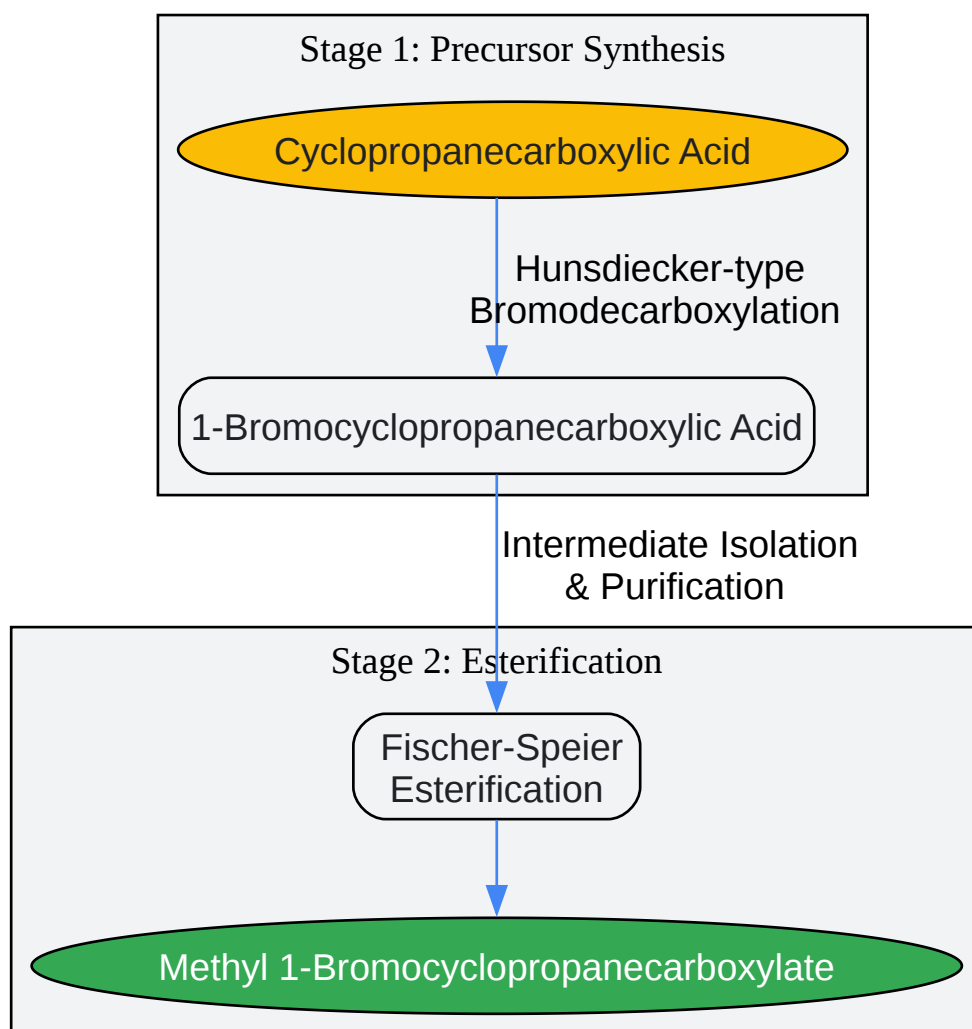 Stage 1: Precursor Synthesis
Cyclopropanecarboxylic Acid
Hunsdiecker-type
Bromodecarboxylation
1-Bromocyclopropanecarboxylic Acid
Intermediate Isolation
& Purification
Stage 2: Esterification
Fischer-Speier
Esterification
Methyl 1-Bromocyclopropanecarboxylate